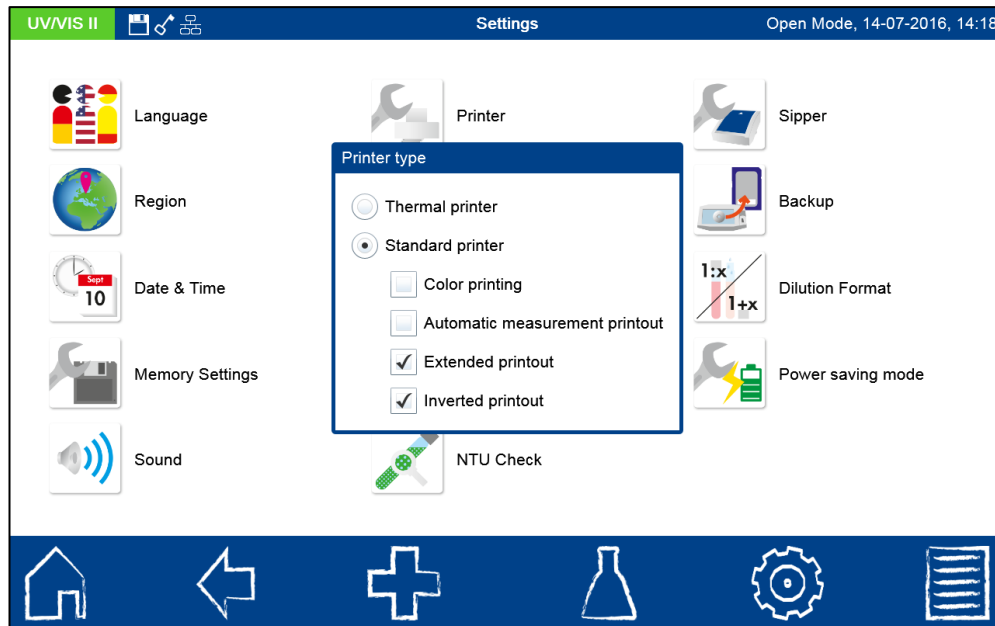 UV/VIS II
Settings
Open Mode, 14-07-2016, 14:18
Language
Printer
Sipper
Printer type
Thermal printer
Standard printer
Color printing
Automatic measurement printout
Extended printout
Inverted printout
Region
Backup
Sept
10
Date & Time
1:x
1+x
Dilution Format
Memory Settings
Power saving mode
Sound
NTU Check